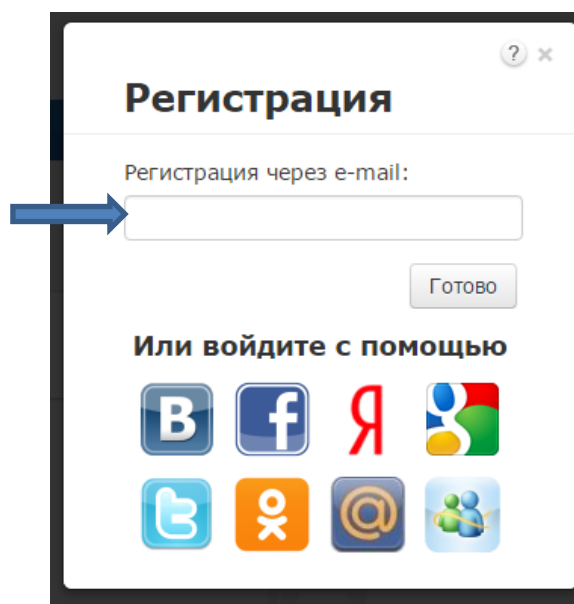 ?
×
Регистрация
Регистрация через e-mail:
Готово
Или войдите с помощью
В f Я g
t @